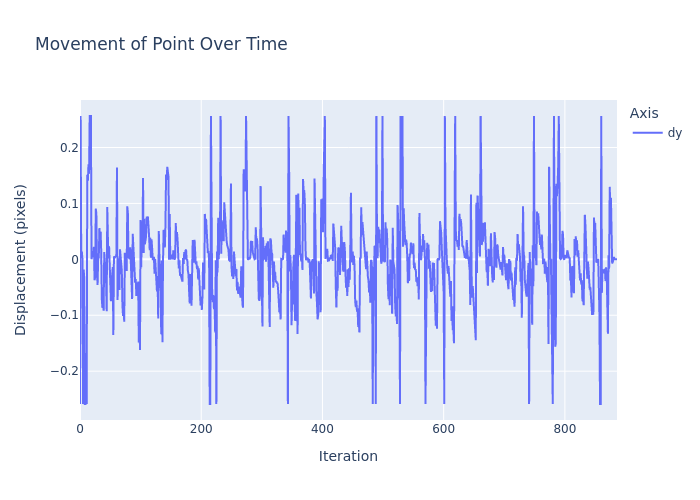 Movement of Point Over Time
Axis
dy
0.2
0.1
0
−0.1
−0.2
0
200
400
600
800
Displacement (pixels)
Iteration